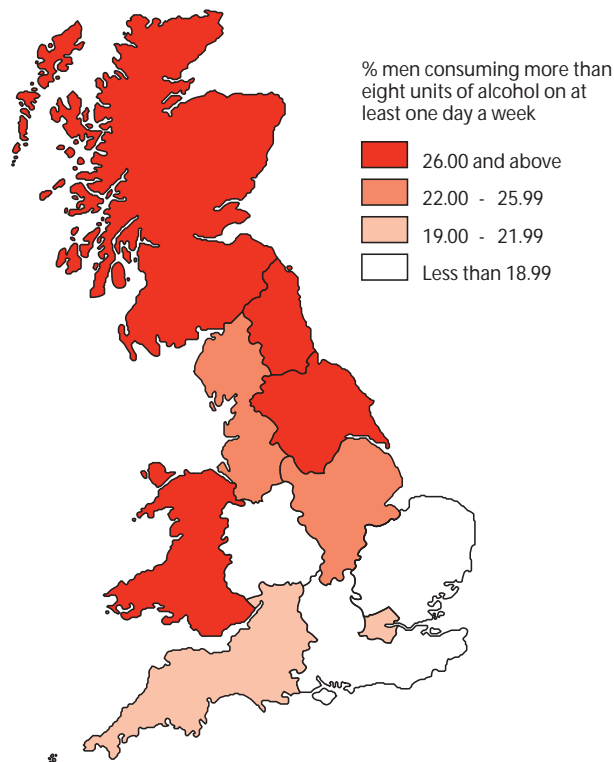 % men consuming more than
eight units of alcohol on at
least one day a week
26.00 and above
22.00 - 25.99
19.00 - 21.99
Less than 18.99